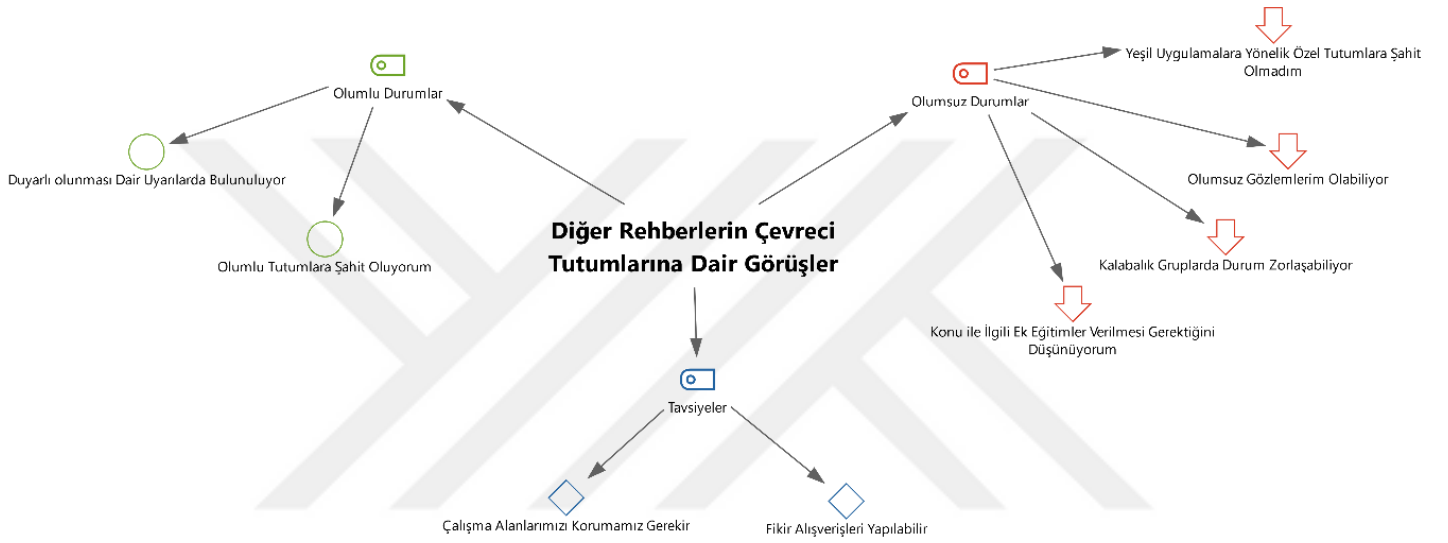 Yeşil Uygulamalara Yönelik Özel Tutumlara Şahit
Olmadım
Olumlu Durumlar
Olumsuz Durumlar
Duyarlı olunması Dair Uyarılarda Bulunuluyor
Olumsuz Gözlemlerim Olabiliyor
Diğer Rehberlerin Çevreci
Tutumlarına Dair Görüşler
Olumlu Tutumlara Şahit Oluyorum
Kalabalık Gruplarda Durum Zorlaşabiliyor
Konu ile İlgili Ek Eğitimler Verilmesi Gerektiğini
Düşünüyorum
Tavsiyeler
Çalışma Alanlarımızı Korumamız Gerekir
Fikir Alışverişleri Yapılabilir